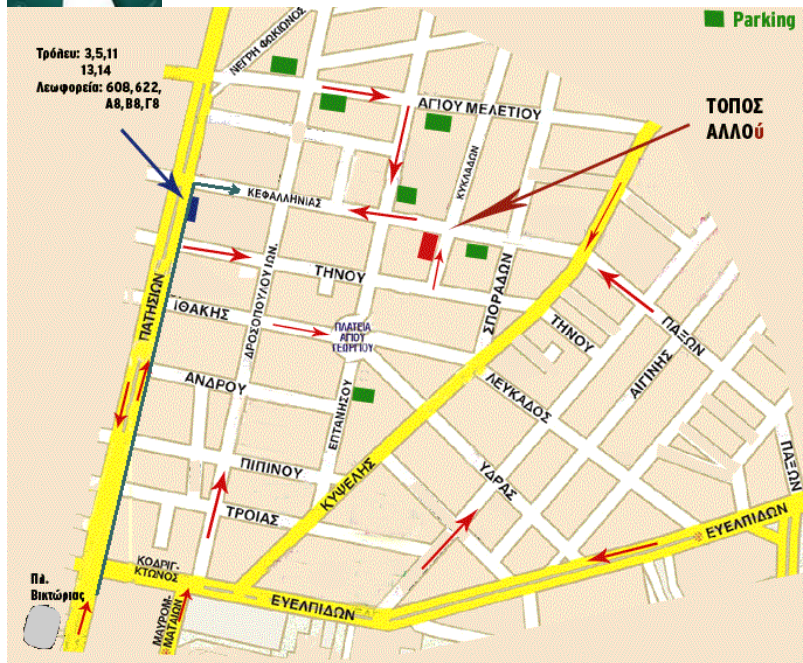 Parking
Τρόλευ: 3,5,11
13,14
Λεωφορεία: 608,622,
Α8,Β8,Γ8
ΝΕΓΡΗ ΦΩΚΙΩΝΟΣ
ΑΓΙΟΥ ΜΕΛΕΤΙΟΥ
ΤΟΠΟΣ
ΑΛΛΟύ
ΚΥΚΛΑΔΩΝ
ΚΕΦΑΛΛΗΝΙΑΣ
ΠΑΤΗΣΙΩΝ
ΔΡΟΣΟΠΟΥΛΟΥ ΙΩΝ.
ΤΗΝΟΥ
ΣΠΟΡΑΔΩΝ
ΙΘΑΚΗΣ
ΠΛΑΤΕΙΑ
ΑΓΙΟΥ
ΓΕΩΡΓΙΟΥ
ΤΗΝΟΥ
ΠΑΞΩΝ
ΑΙΓΙΝΗΣ
ΑΝΔΡΟΥ
ΛΕΥΚΑΔΟΣ
ΕΠΤΑΝΗΣΟΥ
ΠΙΠΙΝΟΥ
ΚΥΨΕΛΗΣ
ΥΔΡΑΣ
ΠΑΞΩΝ
ΤΡΟΙΑΣ
ΕΥΕΛΠΙΔΩΝ
ΚΟΔΡΙΓ-
ΚΤΩΝΟΣ
Πλ.
Βικτώριας
ΜΑΥΡΟΜ-
ΜΑΤΑΙΩΝ
ΕΥΕΛΠΙΔΩΝ